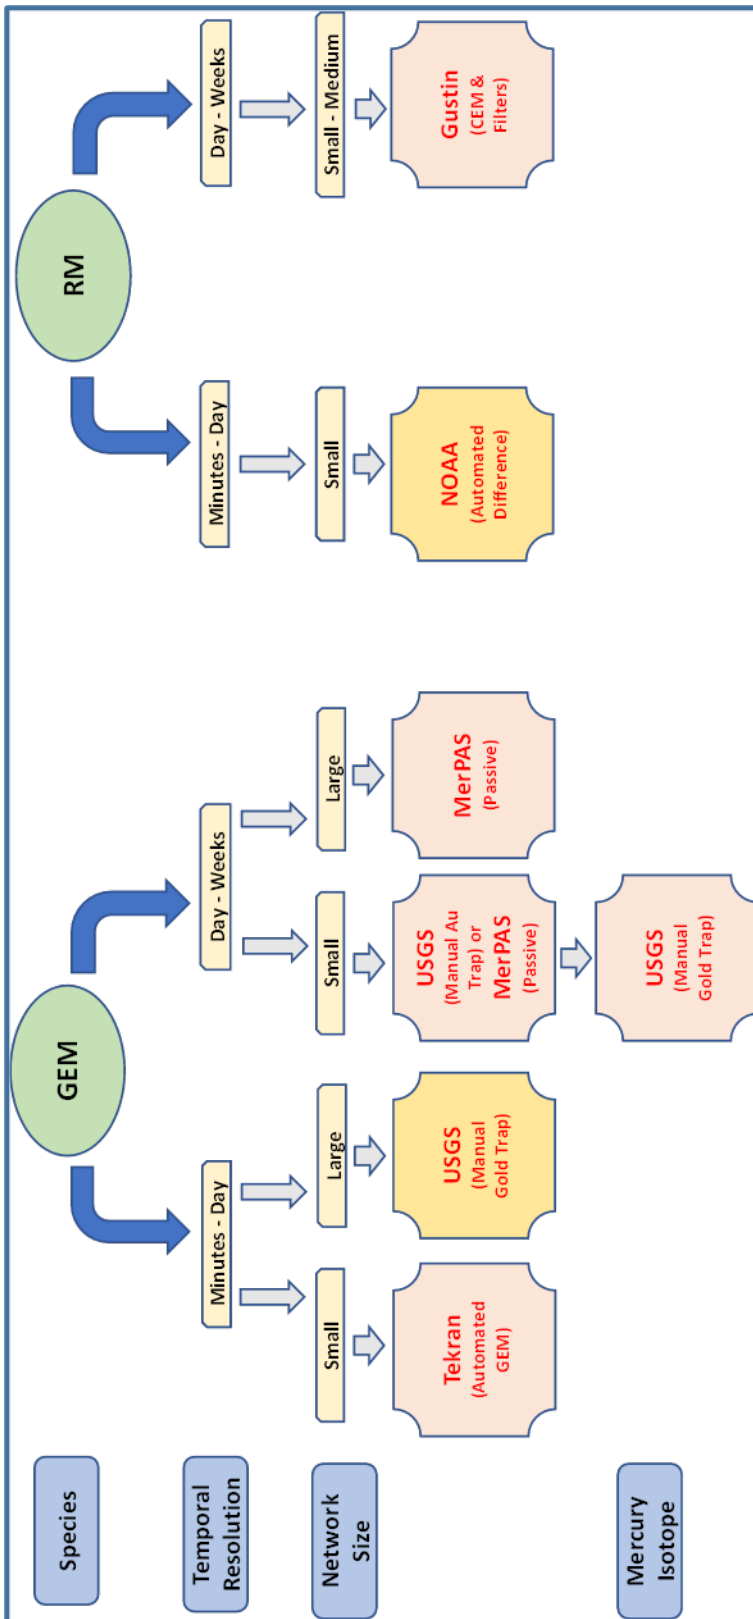 Species
GEM
RM
Temporal
Resolution
Minutes - Day
Day - Weeks
Minutes - Day
Day - Weeks
Network
Size
Small
Large
Small
Large
Small
Small - Medium
Tekran
(Automated
GEM)
USGS
(Manual
Gold Trap)
USGS
(Manual Au
Trap) or
MerPAS
(Passive)
MerPAS
(Passive)
NOAA
(Automated
Difference)
Gustin
(CEM &
Filters)
Mercury
Isotope
USGS
(Manual
Gold Trap)